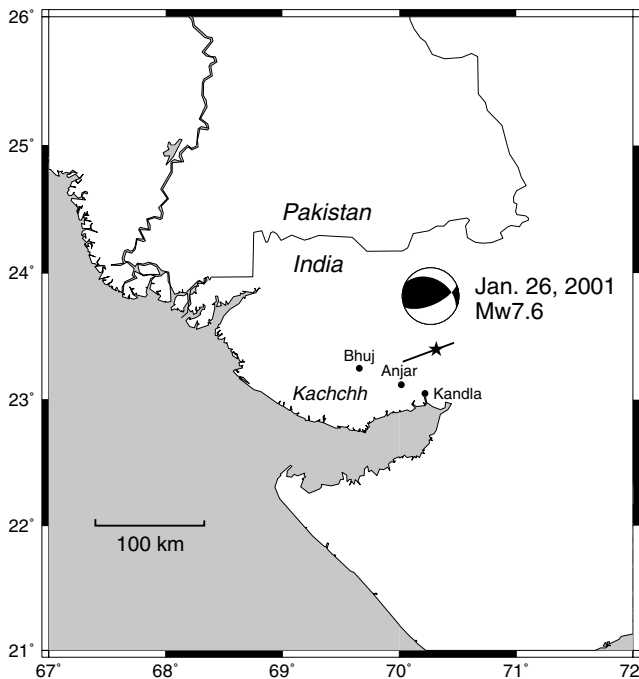 26°
25°
24°
23°
22°
21°
Pakistan
India
Jan. 26, 2001
Mw7.6
Bhuj
Anjar
Kachchh
Kandla
100 km
67°
68°
69°
70°
71°
72°